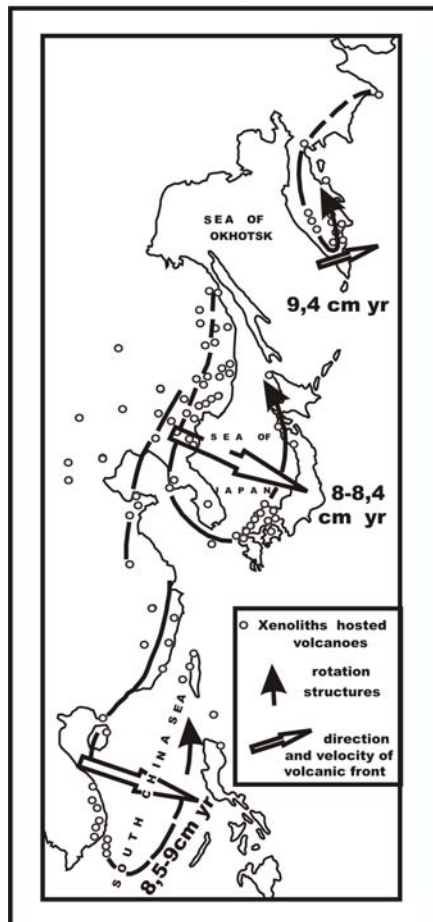 SEA OF
OKHOTSK
9,4 cm yr
SEA OF
JAPAN
8-8,4
cm yr
Xenoliths hosted
volcanoes
rotation
structures
direction
and velocity of
volcanic front
SOUTH CHINA SEA
8,5-9cm yr